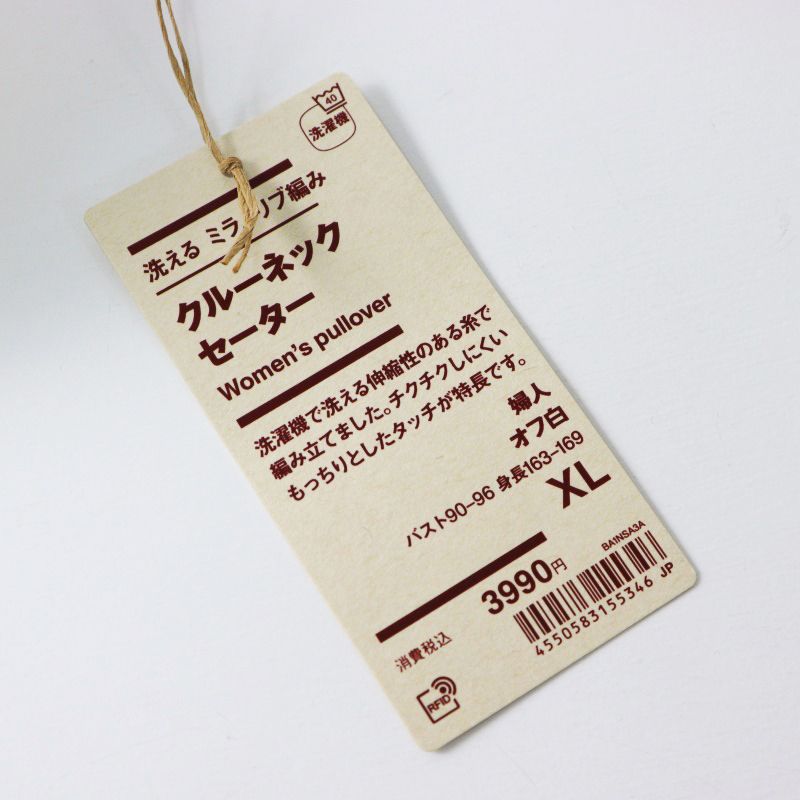 40
洗濯機
洗える ミラノリブ編み
クルーネック
セーター
Women's pullover
洗濯機で洗える伸縮性のある糸で
編み立てました。チクチクしにくい
もっちりとしたタッチが特長です。
婦人
オフ白
バスト90–96 身長163–169
XL
3990円
消費税込
BA1NSA3A
4550583155346 JP
RFID